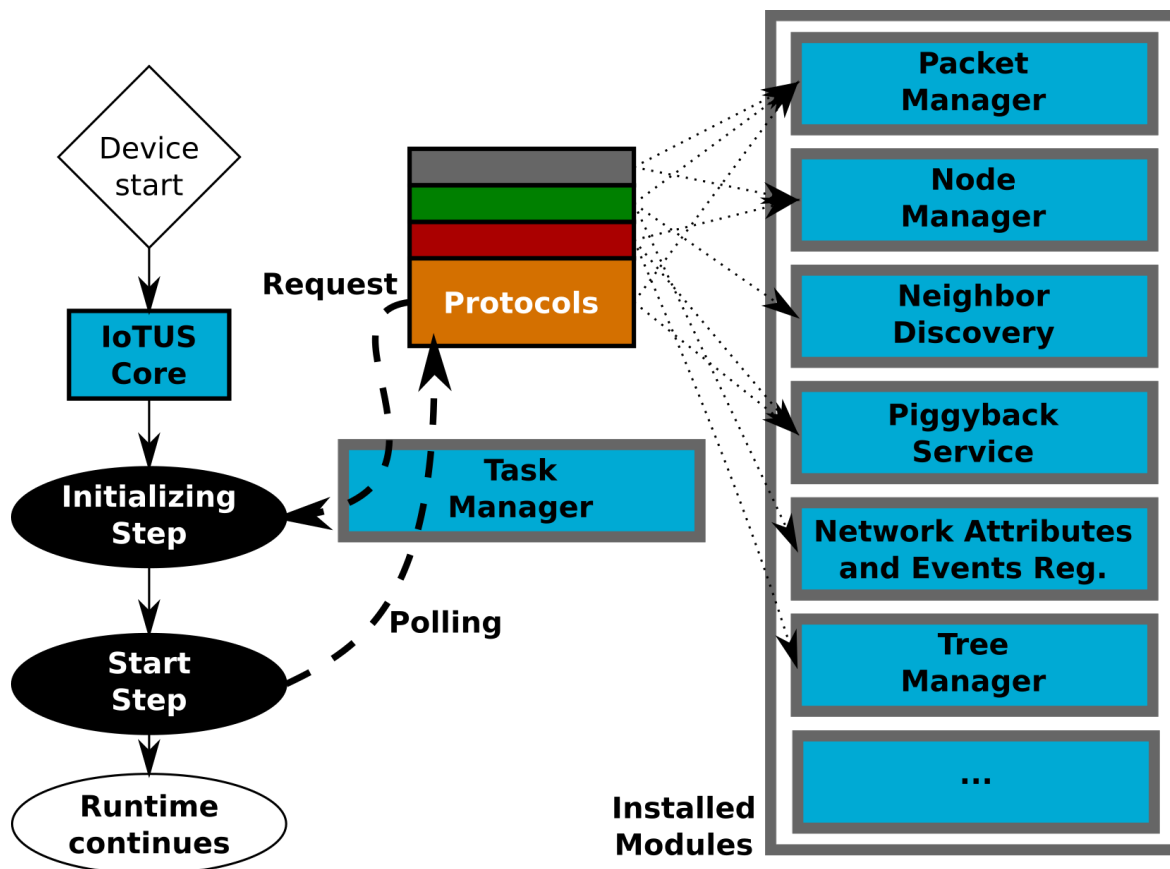 Device
start
IoTUS
Core
Initializing
Step
Start
Step
Runtime
continues
Request
Protocols
Task
Manager
Polling
Packet
Manager
Node
Manager
Neighbor
Discovery
Piggyback
Service
Network Attributes
and Events Reg.
Tree
Manager
...
Installed
Modules